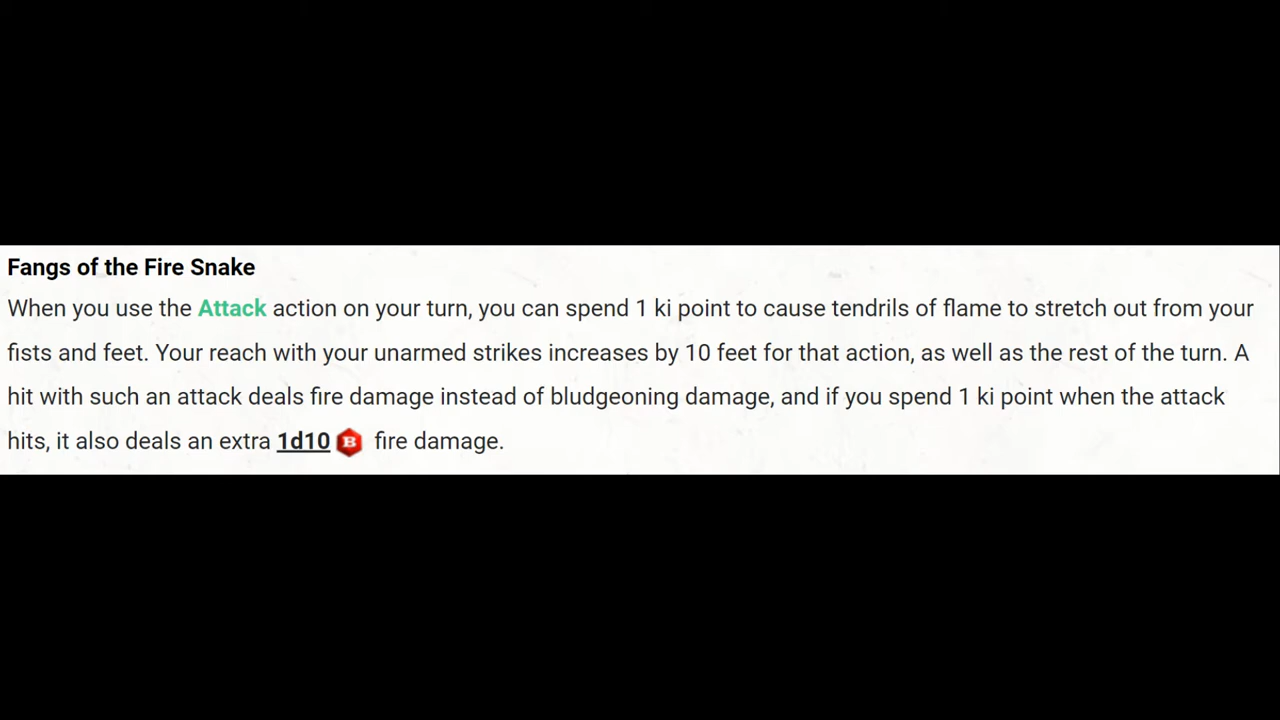 Fangs of the Fire Snake
When you use the Attack action on your turn, you can spend 1 ki point to cause tendrils of flame to stretch out from your
fists and feet. Your reach with your unarmed strikes increases by 10 feet for that action, as well as the rest of the turn. A
hit with such an attack deals fire damage instead of bludgeoning damage, and if you spend 1 ki point when the attack
hits, it also deals an extra 1d10 B fire damage.